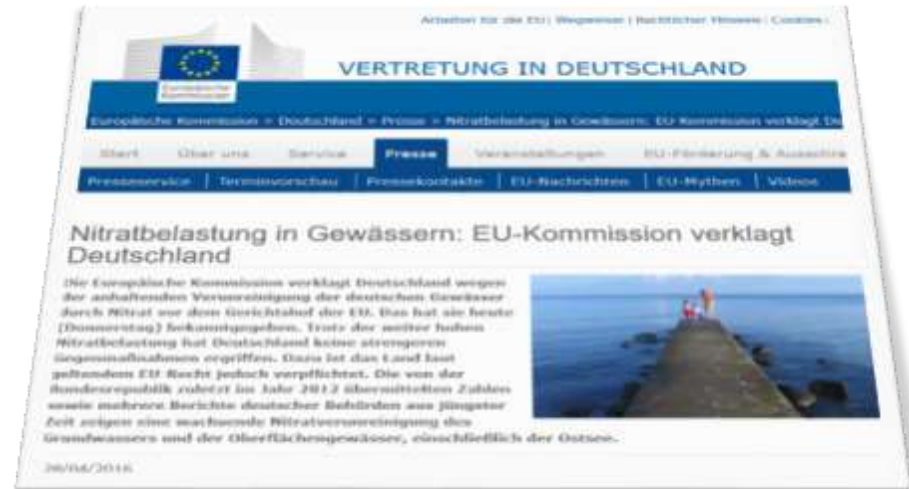 Arbeiten für die EU | Wegweiser | Rechtlicher Hinweis | Cookies |
Europäische
Kommission
VERTRETUNG IN DEUTSCHLAND
Europäische Kommission > Deutschland > Presse > Nitratbelastung in Gewässern: EU-Kommission verklagt De
Start Über uns Service Presse Veranstaltungen EU-Förderung & Ausschre
Presseservice | Terminvorschau | Pressekontakte | EU-Nachrichten | EU-Mythen | Videos
Nitratbelastung in Gewässern: EU-Kommission verklagt
Deutschland
Die Europäische Kommission verklagt Deutschland wegen
der anhaltenden Verunreinigung der deutschen Gewässer
durch Nitrat vor dem Gerichtshof der EU. Das hat sie heute
(Donnerstag) bekanntgegeben. Trotz der weiter hohen
Nitratbelastung hat Deutschland keine strengeren
Gegenmaßnahmen ergriffen. Dazu ist das Land laut
geltendem EU Recht jedoch verpflichtet. Die von der
Bundesrepublik zuletzt im Jahr 2012 übermittelten Zahlen
sowie mehrere Berichte deutscher Behörden aus jüngster
Zeit zeigen eine wachsende Nitratverunreinigung des
Grundwassers und der Oberflächengewässer, einschließlich der Ostsee.
28/04/2016